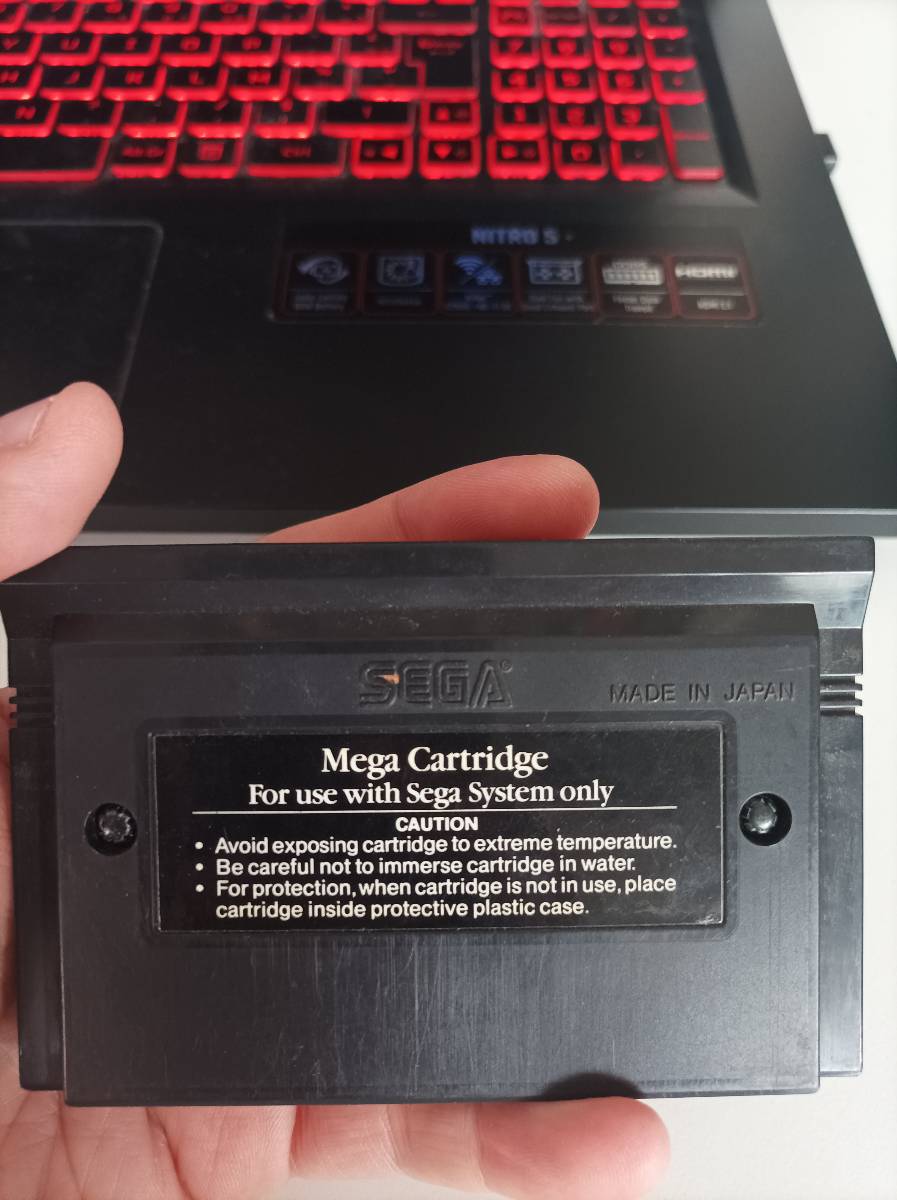 NITRO 5
HDMI
SEGA®
MADE IN JAPAN
Mega Cartridge
For use with Sega System only
CAUTION
• Avoid exposing cartridge to extreme temperature.
• Be careful not to immerse cartridge in water.
• For protection, when cartridge is not in use, place
cartridge inside protective plastic case.